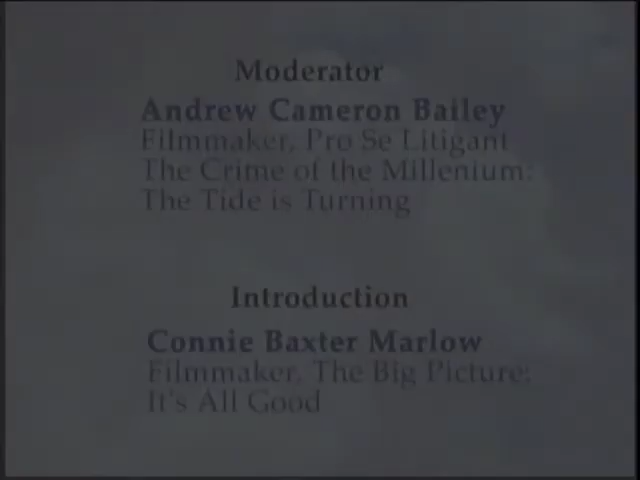 Moderator
Andrew Cameron Bailey
Filmmaker, Pro Se Litigant
The Crime of the Millenium:
The Tide is Turning
Introduction
Connie Baxter Marlow
Filmmaker, The Big Picture:
It's All Good